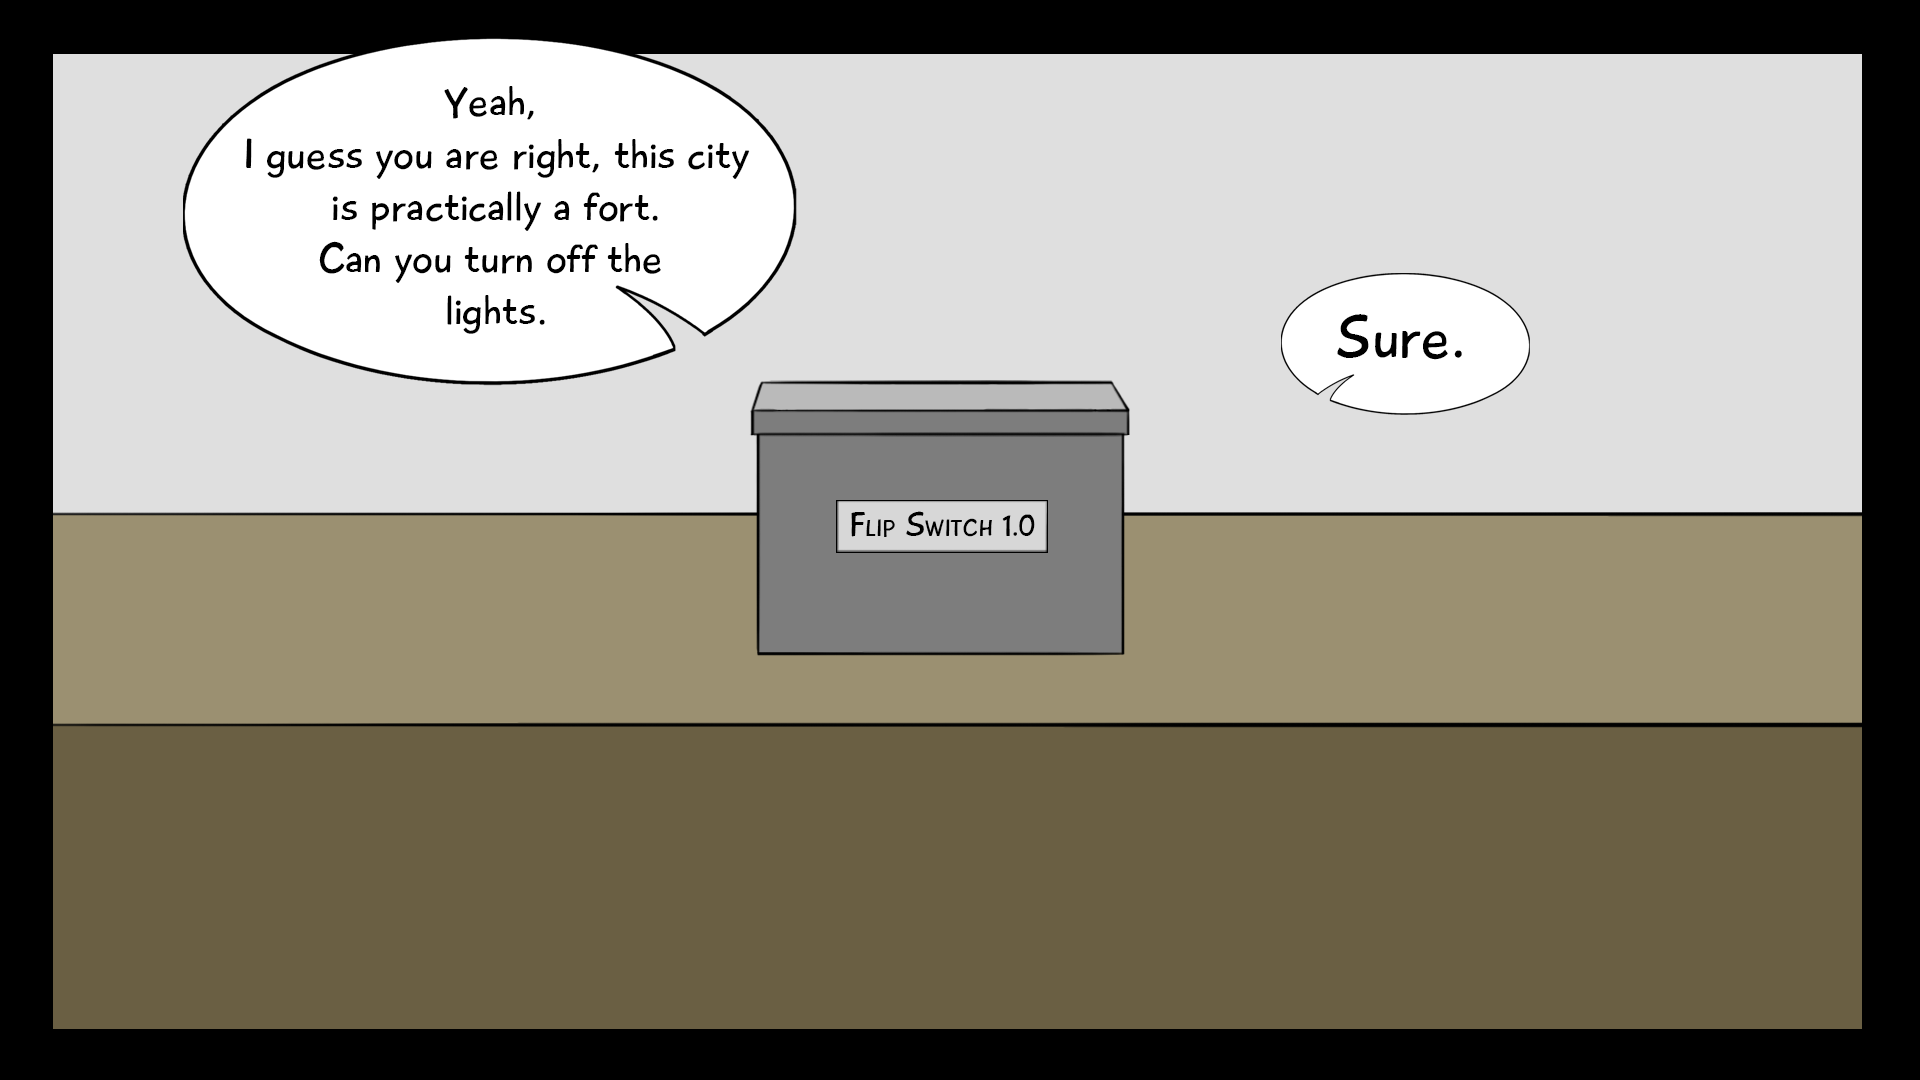 Yeah,
I guess you are right, this city
is practically a fort.
Can you turn off the
lights.
Sure.
Flip Switch 1.0